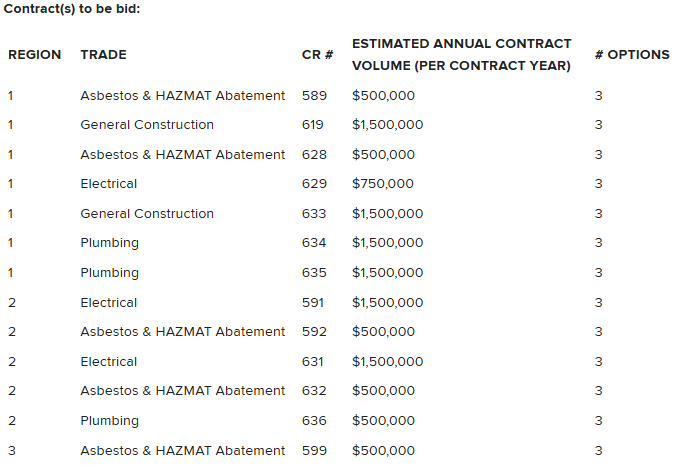 Contract(s) to be bid:
REGION TRADE CR # ESTIMATED ANNUAL CONTRACT VOLUME (PER CONTRACT YEAR) # OPTIONS
1 Asbestos & HAZMAT Abatement 589 $500,000 3
1 General Construction 619 $1,500,000 3
1 Asbestos & HAZMAT Abatement 628 $500,000 3
1 Electrical 629 $750,000 3
1 General Construction 633 $1,500,000 3
1 Plumbing 634 $1,500,000 3
1 Plumbing 635 $1,500,000 3
2 Electrical 591 $1,500,000 3
2 Asbestos & HAZMAT Abatement 592 $500,000 3
2 Electrical 631 $1,500,000 3
2 Asbestos & HAZMAT Abatement 632 $500,000 3
2 Plumbing 636 $500,000 3
3 Asbestos & HAZMAT Abatement 599 $500,000 3